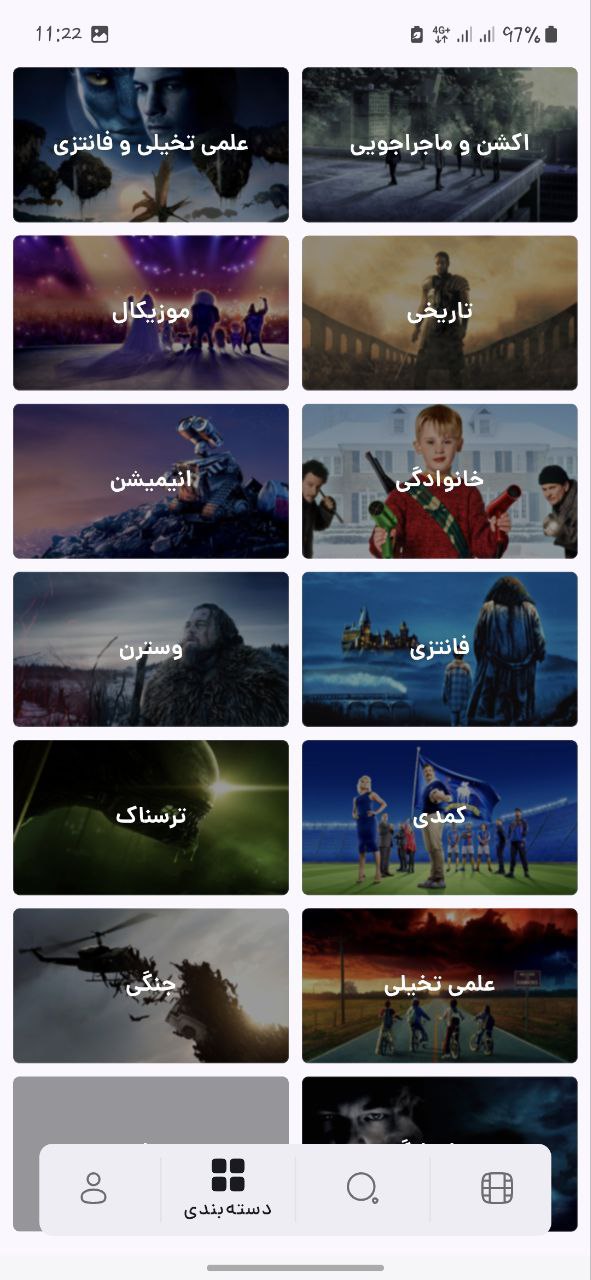 11:22
4G+
97%
اکشن و ماجراجویی
علمی تخیلی و فانتزی
تاریخی
موزیکال
خانوادگی
انیمیشن
فانتزی
وسترن
کمدی
ترسناک
علمی تخیلی
جنگی
دسته‌بندی